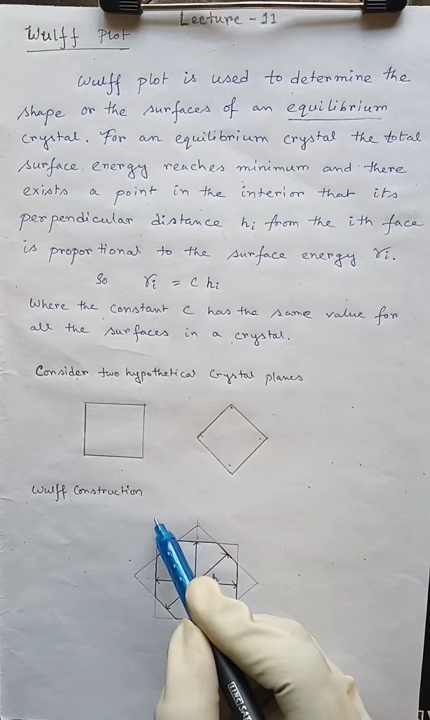 Lecture - 11
Wulff Plot
Wulff plot is used to determine the
shape or the surfaces of an equilibrium
crystal. For an equilibrium crystal the total
surface energy reaches minimum and there
exists a point in the interior that its
perpendicular distance hi from the ith face
is proportional to the surface energy γi.
So γi = C hi
Where the constant C has the same value for
all the surfaces in a crystal.
Consider two hypothetical Crystal planes
Wulff Construction